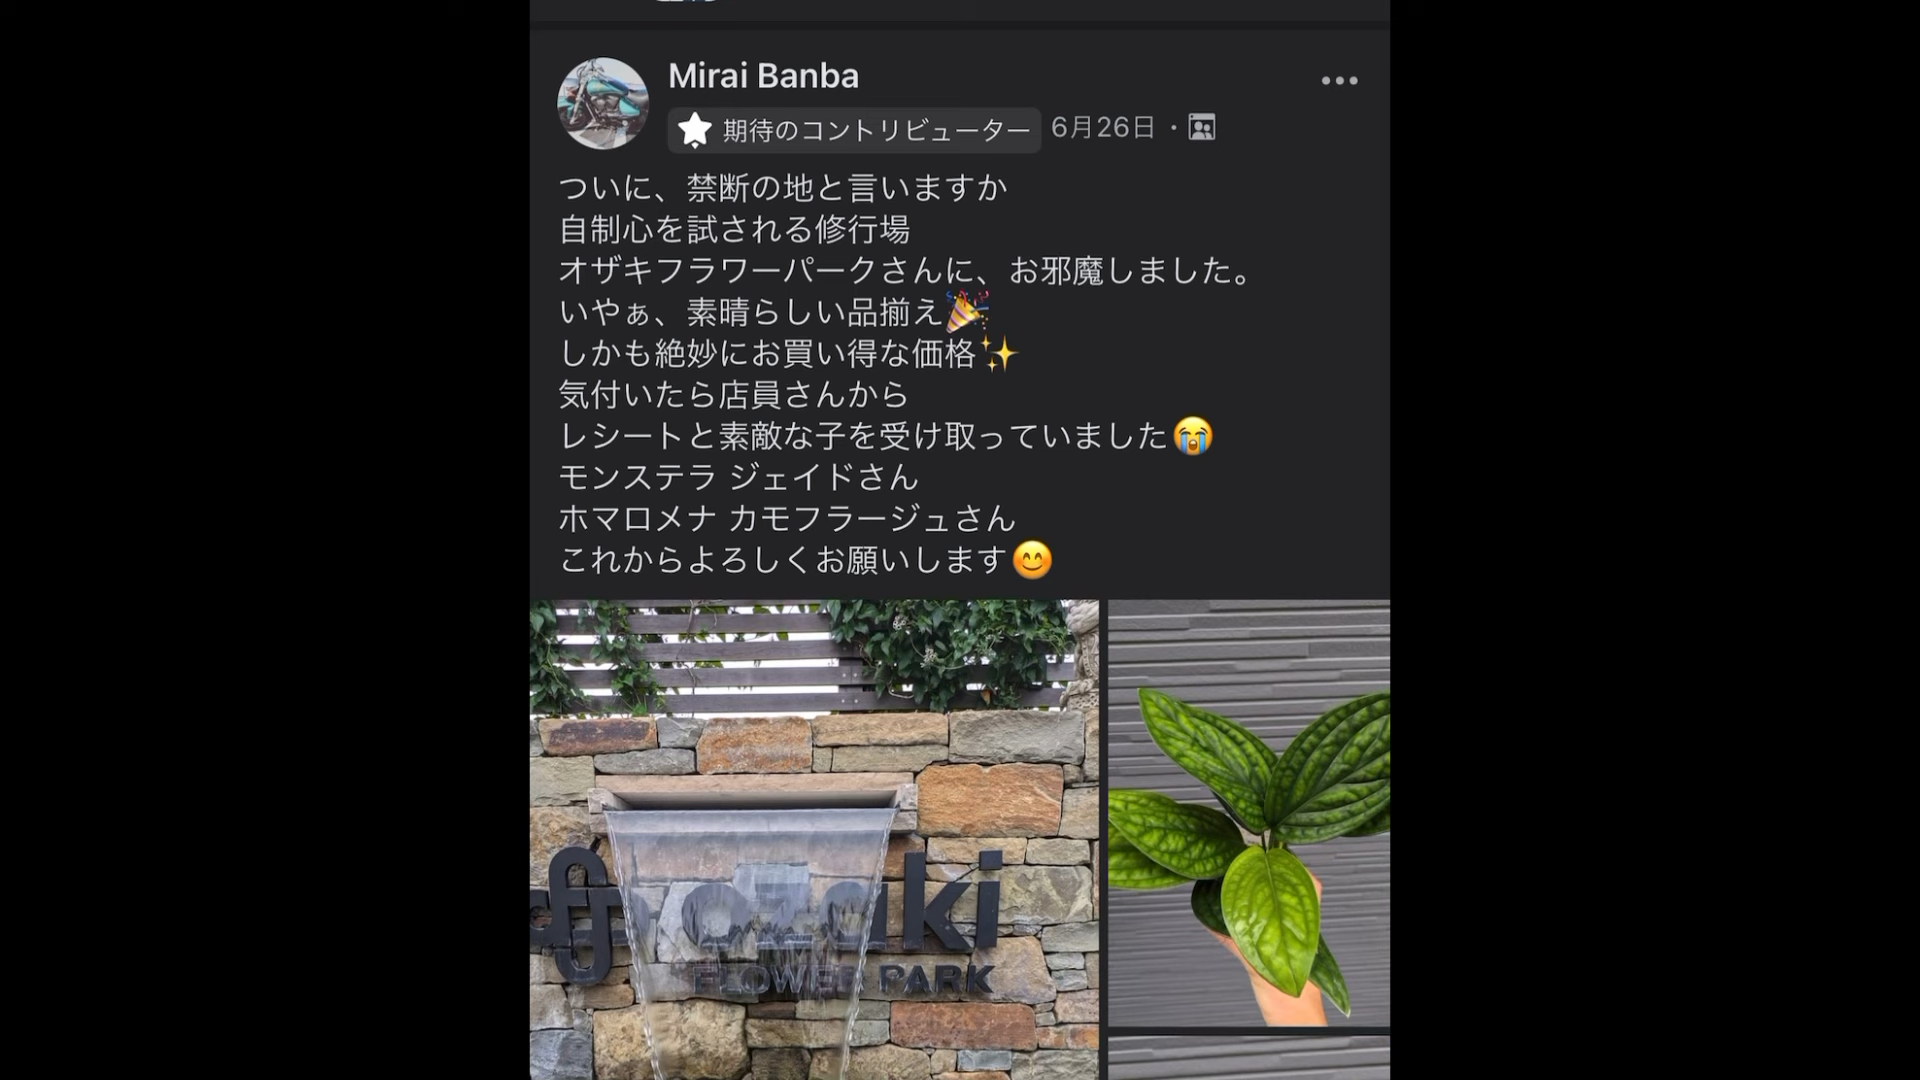 Mirai Banba
期待のコントリビューター 6月26日 ·
ついに、禁断の地と言いますか
自制心を試される修行場
オザキフラワーパークさんに、お邪魔しました。
いやぁ、素晴らしい品揃え🎉
しかも絶妙にお買い得な価格✨
気付いたら店員さんから
レシートと素敵な子を受け取っていました😭
モンステラ ジェイドさん
ホマロメナ カモフラージュさん
これからよろしくお願いします😊
ozaki
FLOWER PARK